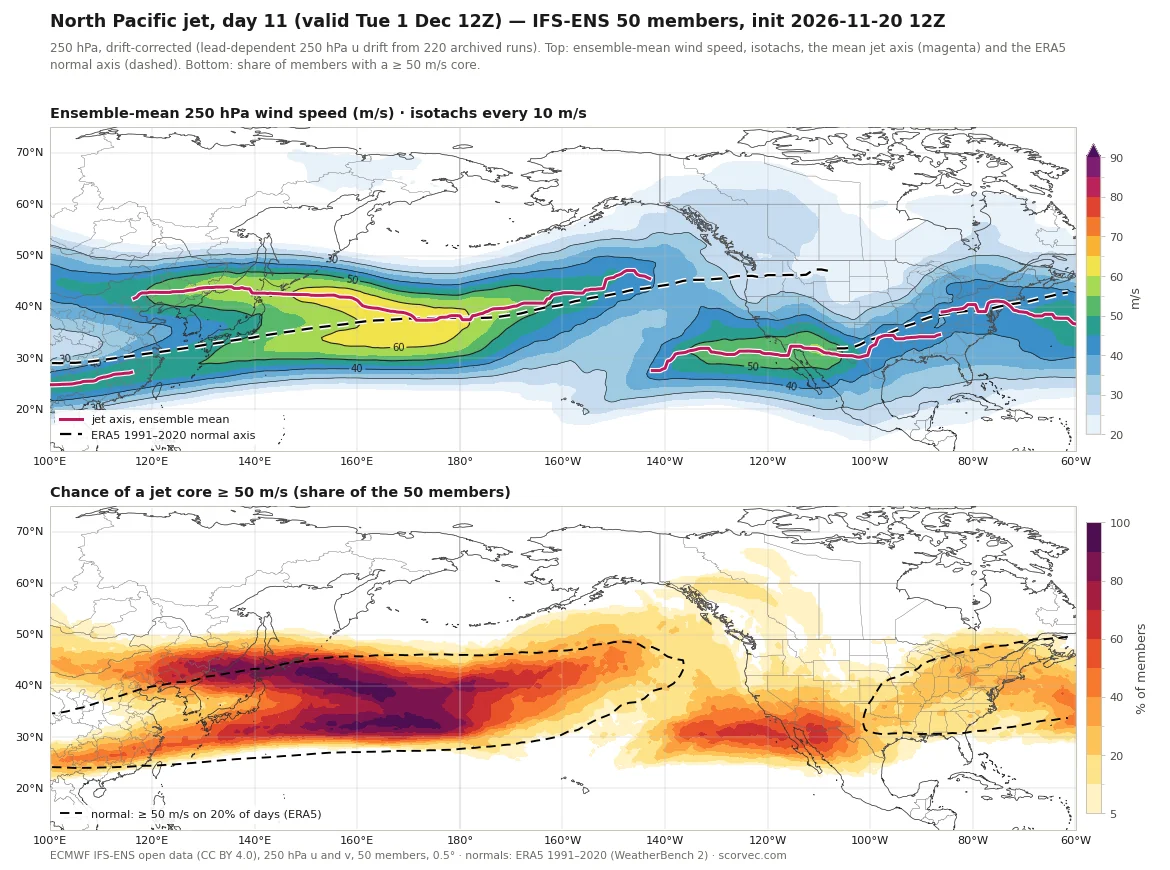 North Pacific jet, day 11 (valid Tue 1 Dec 12Z) — IFS-ENS 50 members, init 2026-11-20 12Z
250 hPa, drift-corrected (lead-dependent 250 hPa u drift from 220 archived runs). Top: ensemble-mean wind speed, isotachs, the mean jet axis (magenta) and the ERA5
normal axis (dashed). Bottom: share of members with a ≥ 50 m/s core.
Ensemble-mean 250 hPa wind speed (m/s) · isotachs every 10 m/s
70°N
60°N
50°N
40°N
30°N
20°N
30
50
60
40
30
40
30
50
40
90
80
70
60
50
40
30
20
m/s
jet axis, ensemble mean
ERA5 1991–2020 normal axis
100°E 120°E 140°E 160°E 180° 160°W 140°W 120°W 100°W 80°W 60°W
Chance of a jet core ≥ 50 m/s (share of the 50 members)
70°N
60°N
50°N
40°N
30°N
20°N
100
80
60
40
20
5
% of members
normal: ≥ 50 m/s on 20% of days (ERA5)
100°E 120°E 140°E 160°E 180° 160°W 140°W 120°W 100°W 80°W 60°W
ECMWF IFS-ENS open data (CC BY 4.0), 250 hPa u and v, 50 members, 0.5° · normals: ERA5 1991–2020 (WeatherBench 2) · scorvec.com